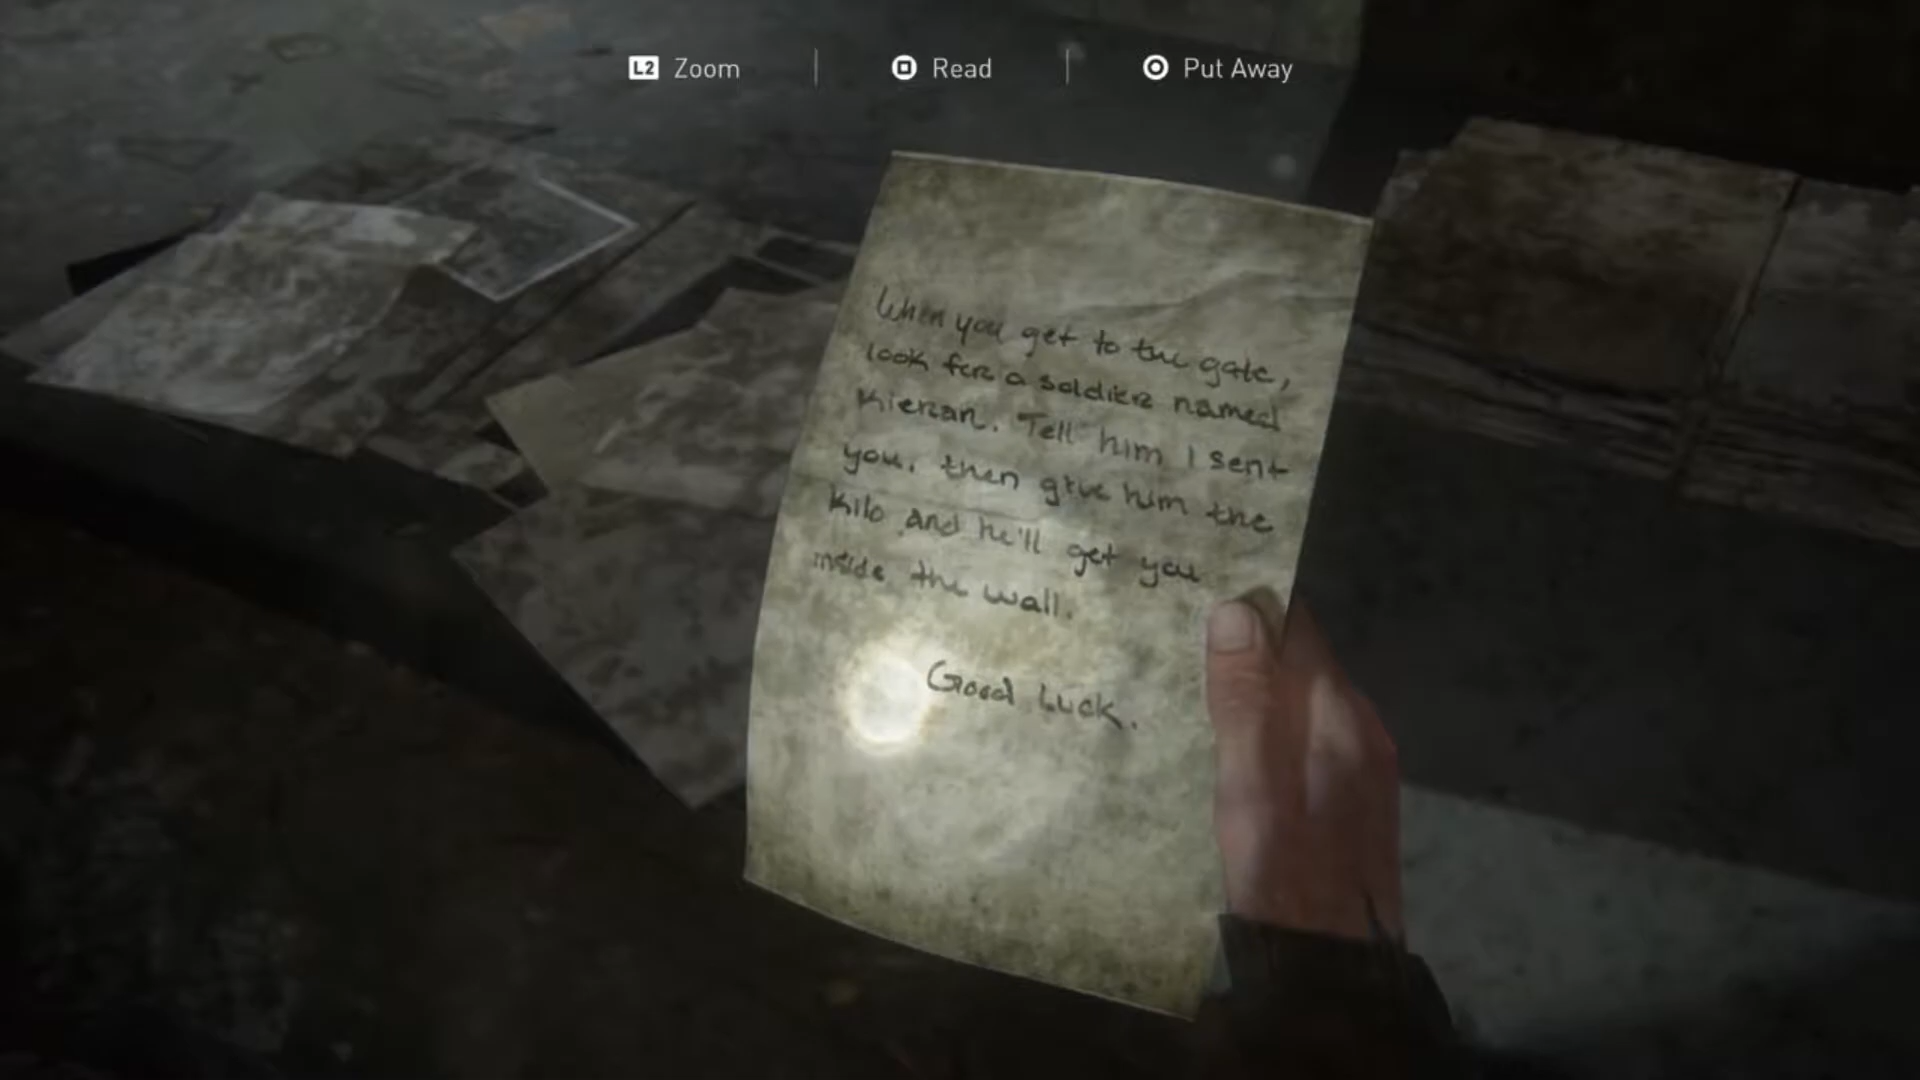 L2 Zoom | Read | Put Away
When you get to the gate,
look for a soldier named
Kieran. Tell him I sent
you, then give him the
kilo and he'll get you
inside the wall.
Good Luck.